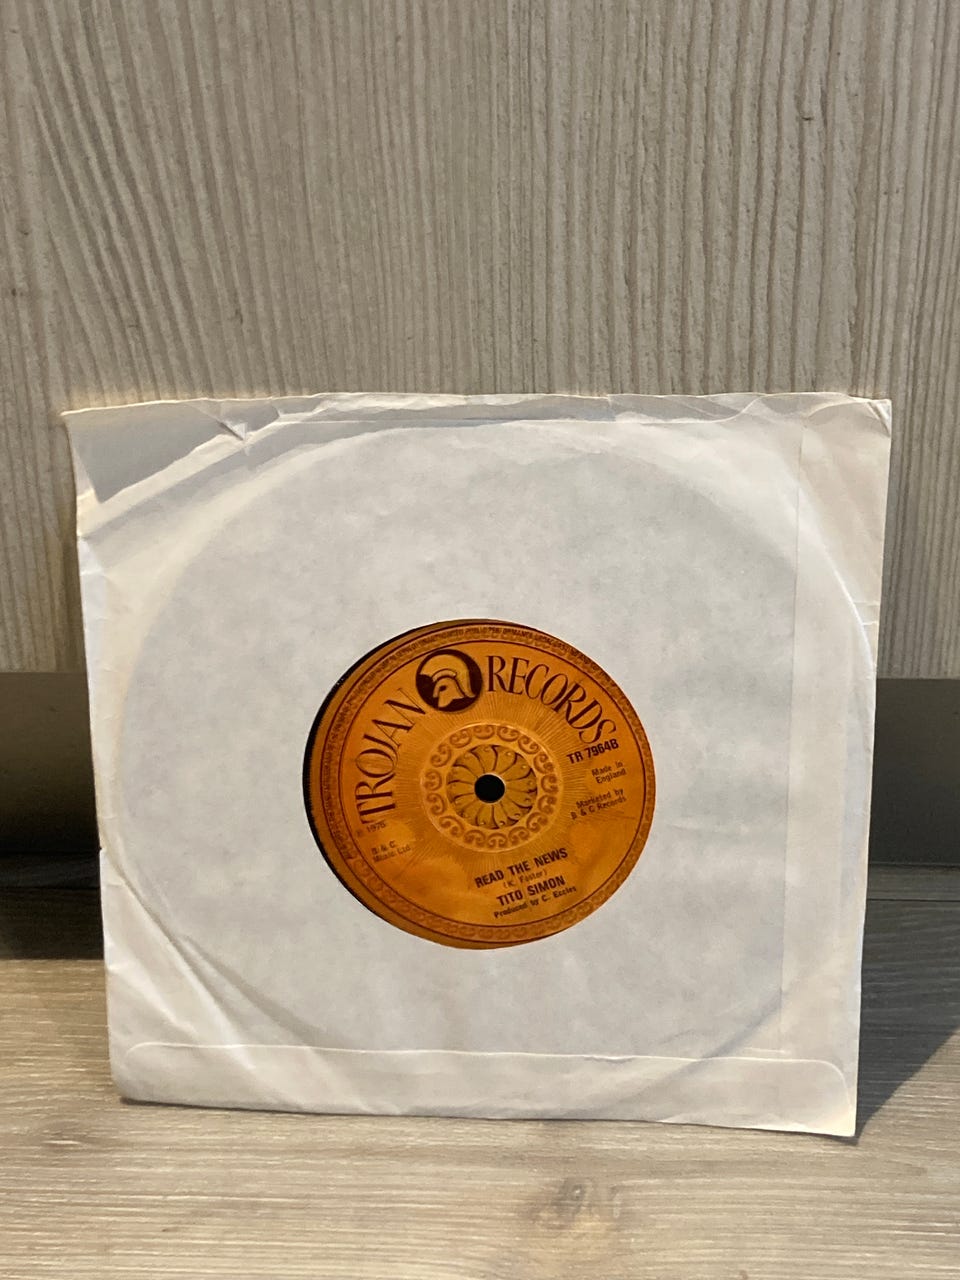 TROJAN RECORDS
TR 7964B
Made in
England
Marketed by
B & C Records
℗ 1975
B & C
Music Ltd.
READ THE NEWS
(K. Foster)
TITO SIMON
Produced by C. Eccles